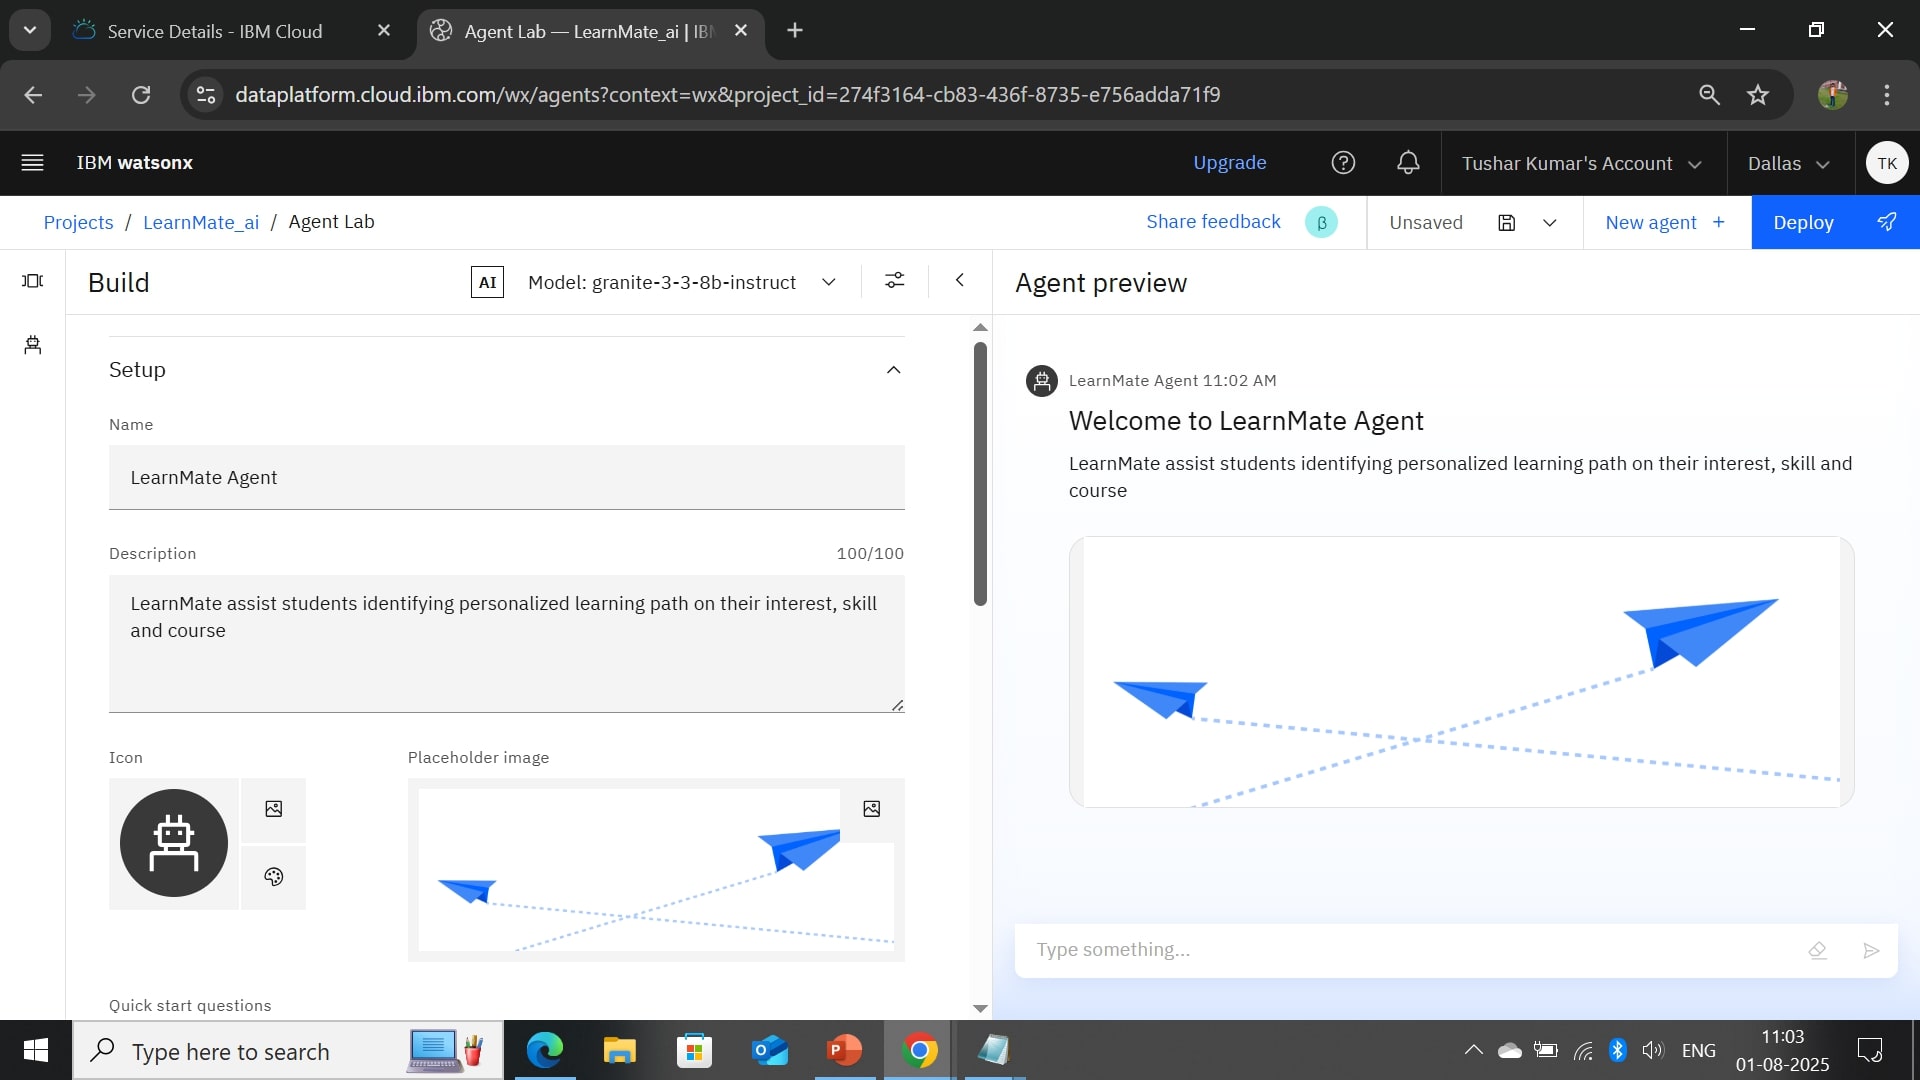 Service Details - IBM Cloud
Agent Lab — LearnMate_ai | IBM
dataplatform.cloud.ibm.com/wx/agents?context=wx&project_id=274f3164-cb83-436f-8735-e756adda71f9
IBM watsonx
Upgrade
Tushar Kumar's Account
Dallas
TK
Projects / LearnMate_ai / Agent Lab
Share feedback
β
Unsaved
New agent +
Deploy
Build
AI
Model: granite-3-3-8b-instruct
Agent preview
Setup
Name
LearnMate Agent
Description
100/100
LearnMate assist students identifying personalized learning path on their interest, skill
and course
Icon
Placeholder image
Quick start questions
LearnMate Agent 11:02 AM
Welcome to LearnMate Agent
LearnMate assist students identifying personalized learning path on their interest, skill and
course
Type something...
Type here to search
ENG
11:03
01-08-2025